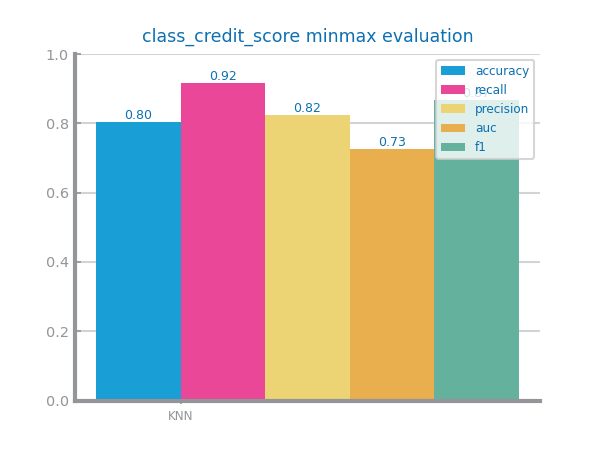 class_credit_score minmax evaluation
1.0
0.8
0.6
0.4
0.2
0.0
0.80
0.92
0.82
0.73
accuracy
recall
precision
auc
f1
KNN